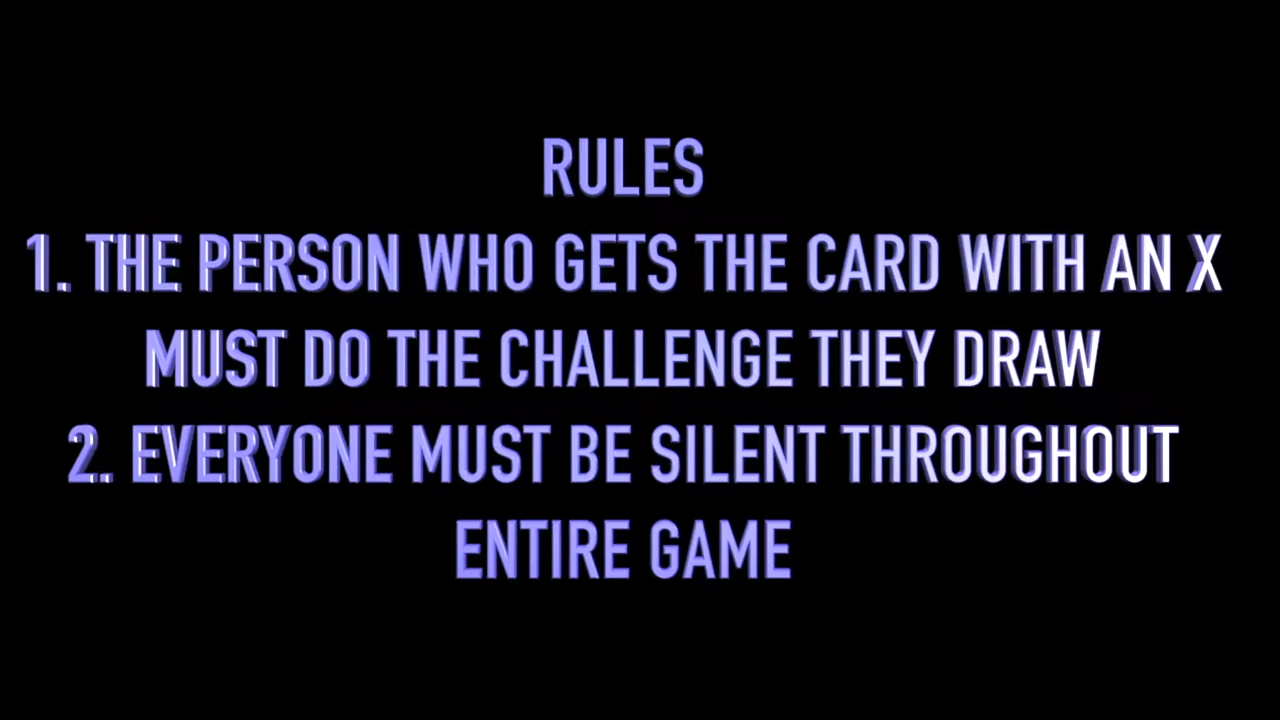 RULES
1. THE PERSON WHO GETS THE CARD WITH AN X
MUST DO THE CHALLENGE THEY DRAW
2. EVERYONE MUST BE SILENT THROUGHOUT
ENTIRE GAME